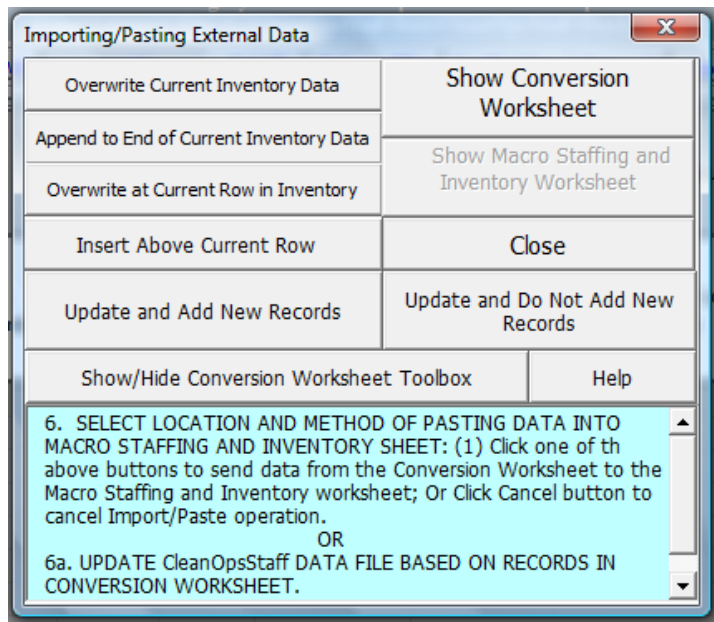 Importing/Pasting External Data
Overwrite Current Inventory Data
Show Conversion
Worksheet
Append to End of Current Inventory Data
Show Macro Staffing and
Inventory Worksheet
Overwrite at Current Row in Inventory
Insert Above Current Row
Close
Update and Add New Records
Update and Do Not Add New
Records
Show/Hide Conversion Worksheet Toolbox
Help
6. SELECT LOCATION AND METHOD OF PASTING DATA INTO
MACRO STAFFING AND INVENTORY SHEET: (1) Click one of th
above buttons to send data from the Conversion Worksheet to the
Macro Staffing and Inventory worksheet; Or Click Cancel button to
cancel Import/Paste operation.
OR
6a. UPDATE CleanOpsStaff DATA FILE BASED ON RECORDS IN
CONVERSION WORKSHEET.